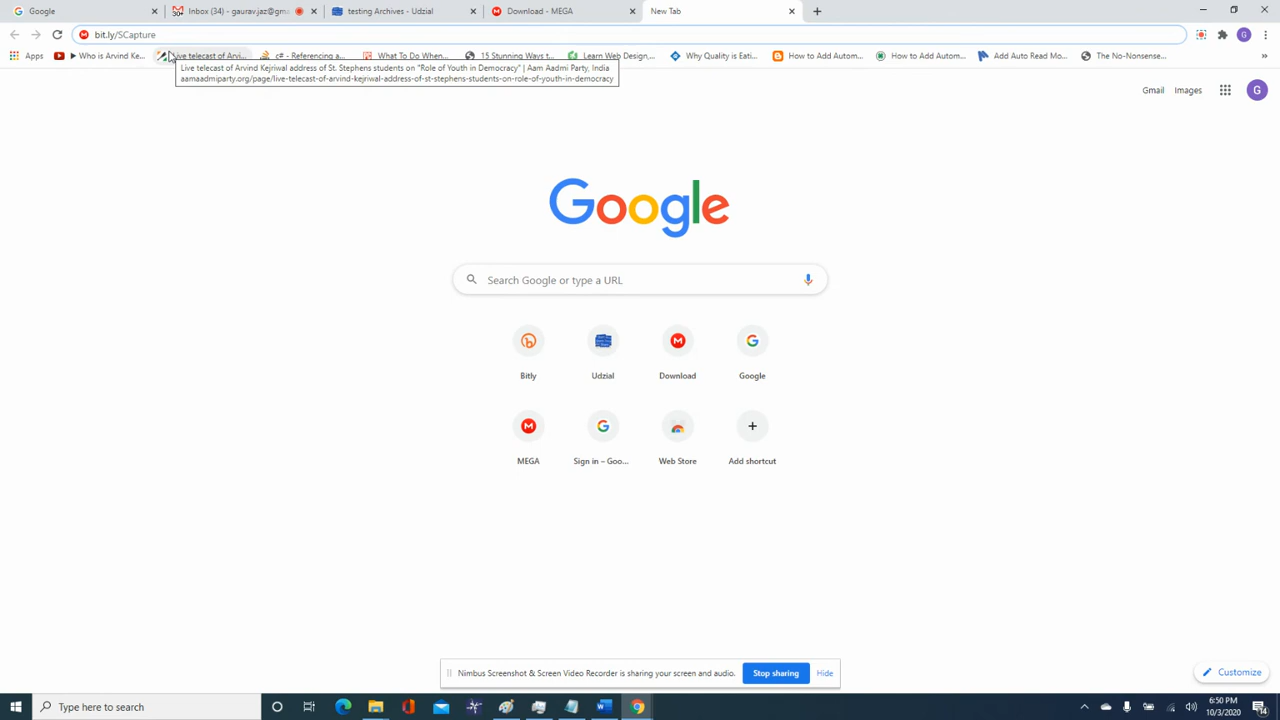 Google
Inbox (34) - gaurav.jaz@gma
testing Archives - Udzial
Download - MEGA
New Tab
bit.ly/SCapture
G
Apps
Who is Arvind Ke...
Live telecast of Arvi...
c# - Referencing a...
What To Do When...
15 Stunning Ways t...
Learn Web Design,...
Why Quality is Eati...
How to Add Autom...
How to Add Autom...
Add Auto Read Mo...
The No-Nonsense...
Live telecast of Arvind Kejriwal address of St. Stephens students on "Role of Youth in Democracy" | Aam Aadmi Party, India
aamaadmiparty.org/page/live-telecast-of-arvind-kejriwal-address-of-st-stephens-students-on-role-of-youth-in-democracy
Gmail Images G
Google
Search Google or type a URL
Bitly Udzial Download Google
MEGA Sign in – Goo... Web Store Add shortcut
Nimbus Screenshot & Screen Video Recorder is sharing your screen and audio. Stop sharing Hide
Customize
Type here to search
6:50 PM
10/3/2020
14